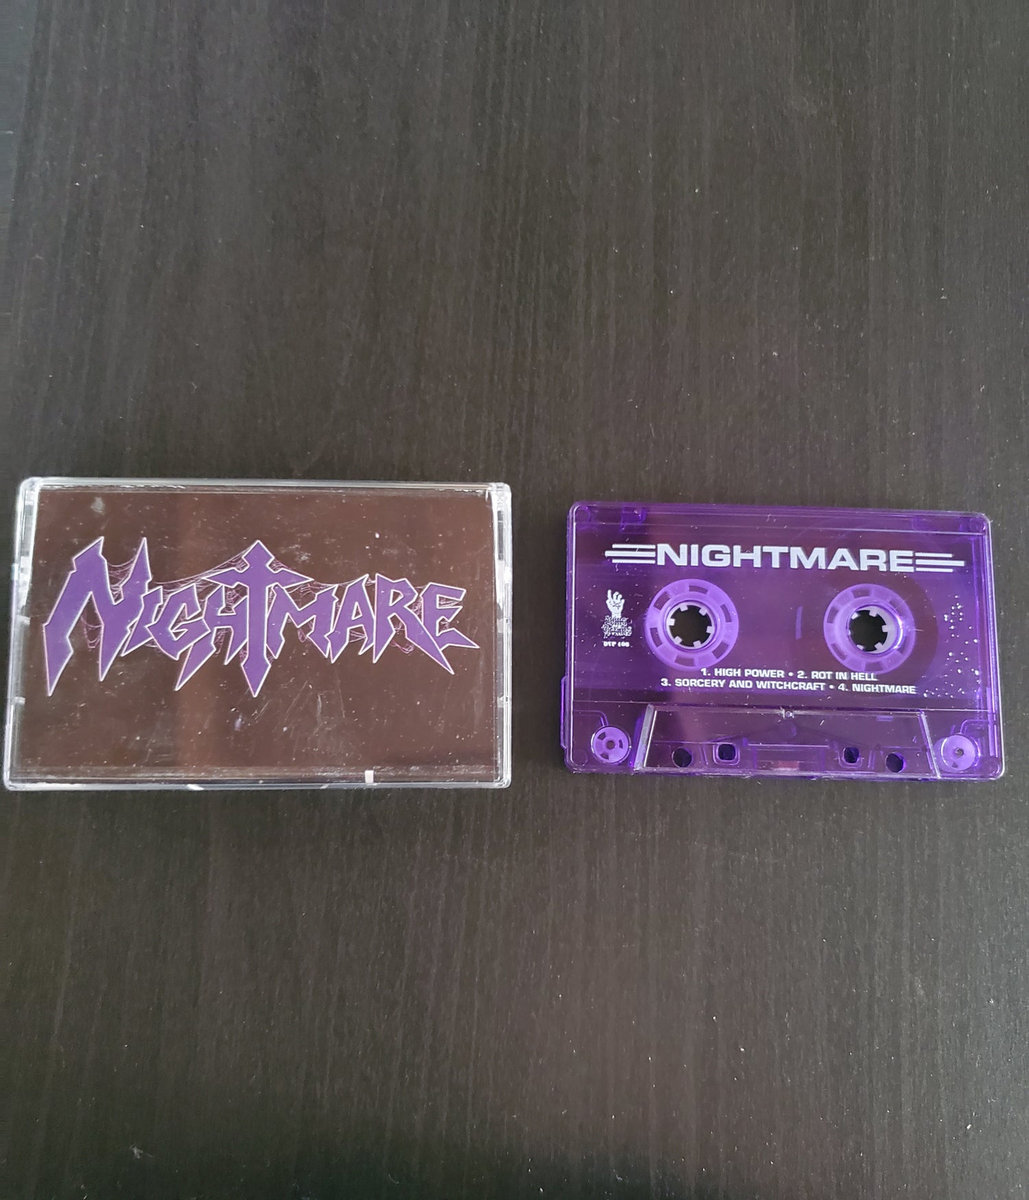 NIGHTMARE
NIGHTMARE
1. HIGH POWER • 2. ROT IN HELL
3. SORCERY AND WITCHCRAFT • 4. NIGHTMARE